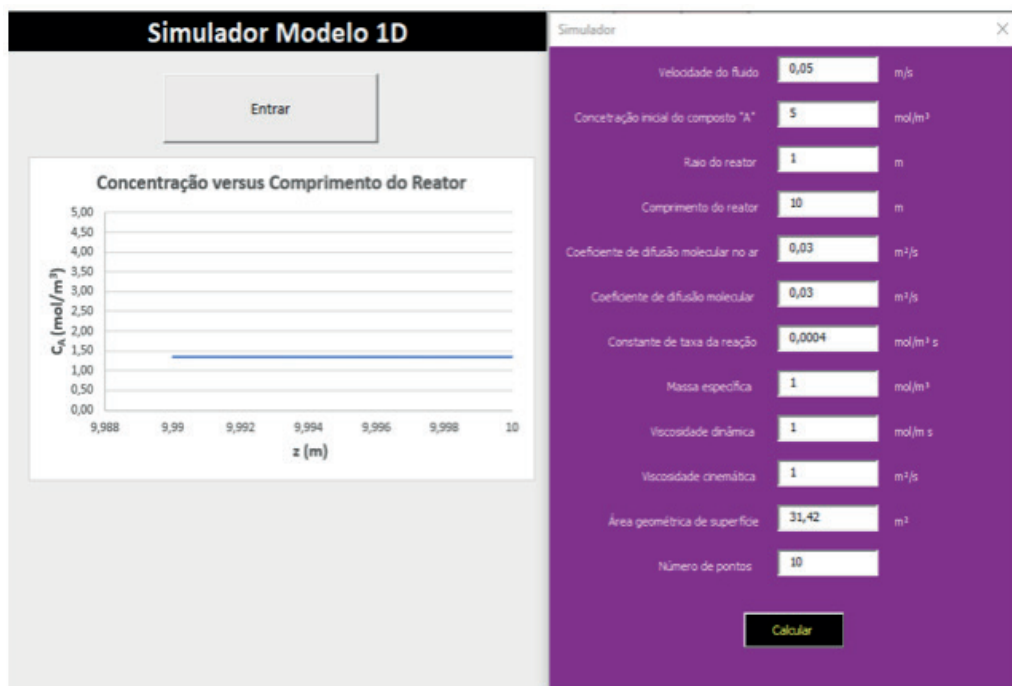 Simulador Modelo 1D
Entrar
Concentração versus Comprimento do Reator
C_A (mol/m³)
5,00
4,50
4,00
3,50
3,00
2,50
2,00
1,50
1,00
0,50
0,00
9,988 9,99 9,992 9,994 9,996 9,998 10
z (m)
Simulador
Velocidade do fluido 0,05 m/s
Concetração inicial do composto "A" 5 mol/m³
Raio do reator 1 m
Comprimento do reator 10 m
Coeficiente de difusão molecular no ar 0,03 m²/s
Coeficiente de difusão molecular 0,03 m²/s
Constante de taxa da reação 0,0004 mol/m³ s
Massa específica 1 mol/m³
Viscosidade dinâmica 1 mol/m s
Viscosidade cinemática 1 m²/s
Área geométrica de superfície 31,42 m²
Número de pontos 10
Calcular